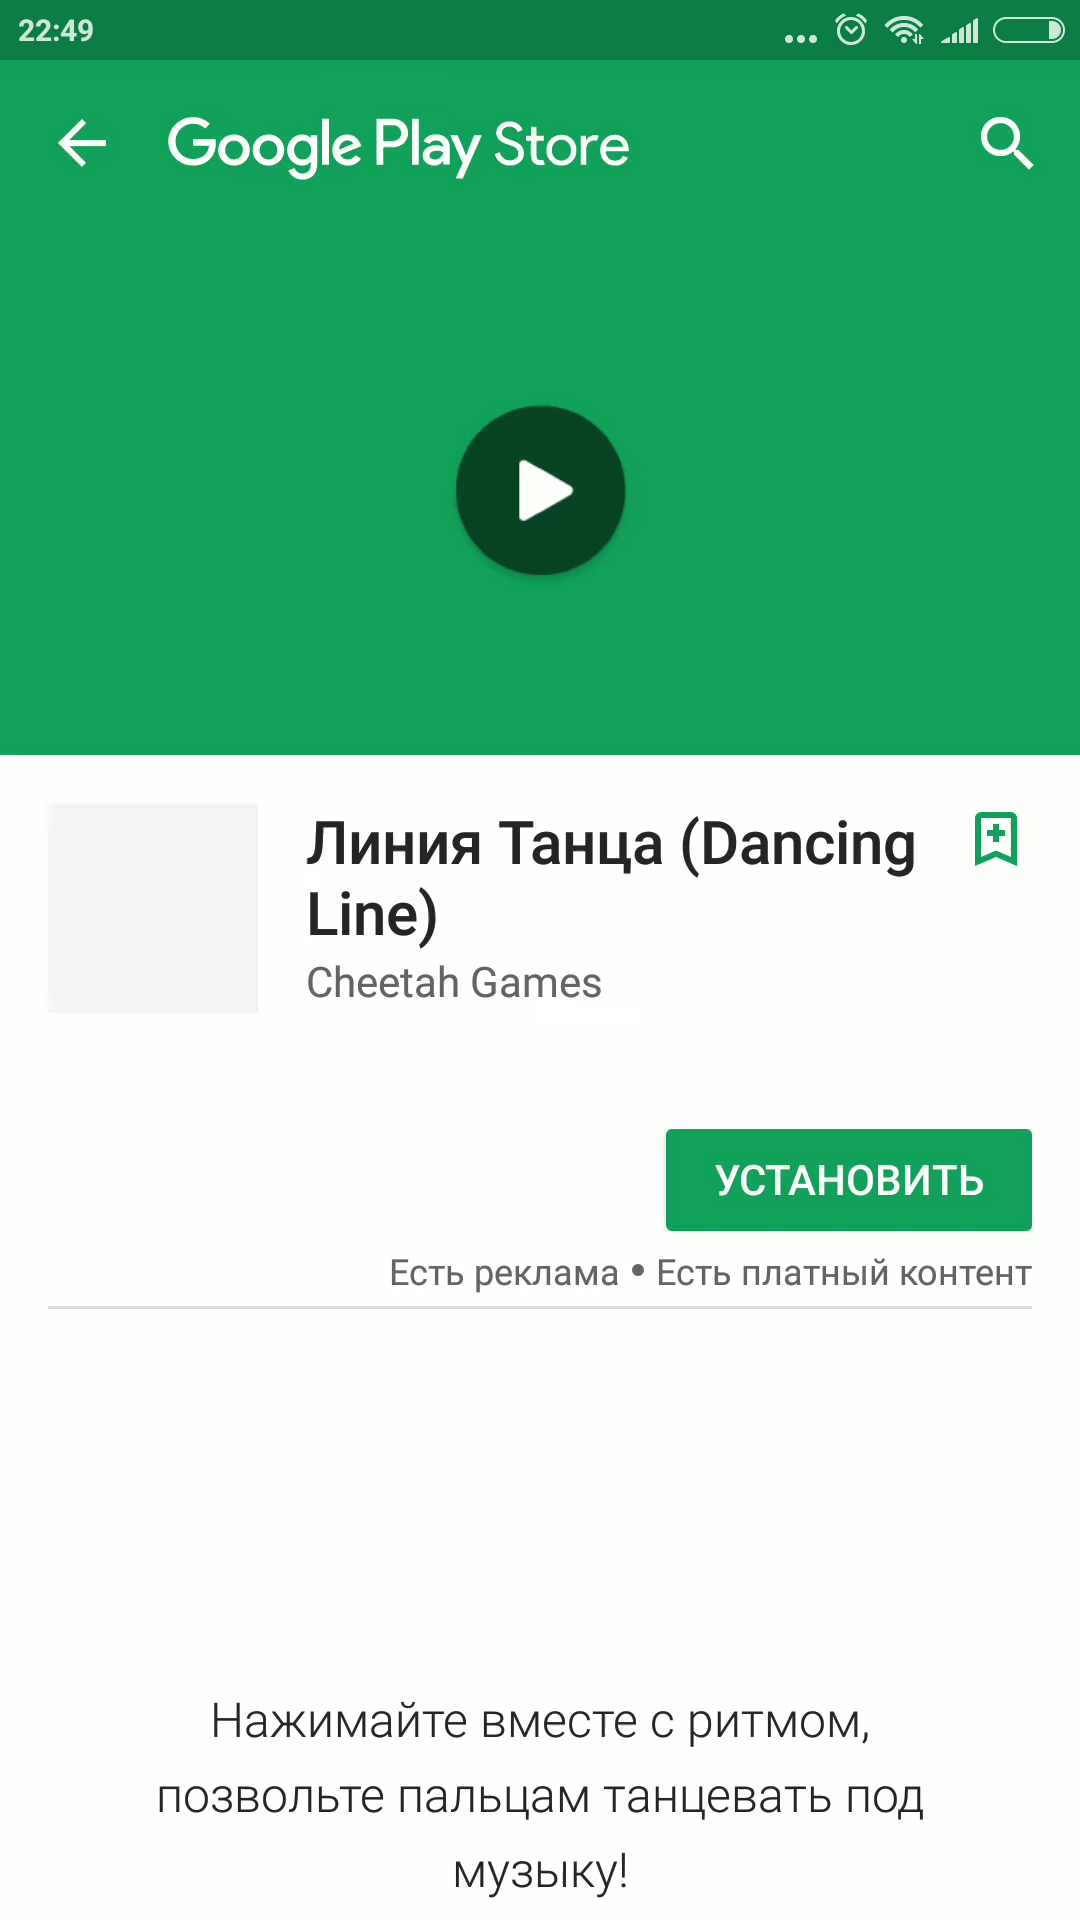 22:49
Google Play Store
Линия Танца (Dancing
Line)
Cheetah Games
УСТАНОВИТЬ
Есть реклама • Есть платный контент
Нажимайте вместе с ритмом,
позвольте пальцам танцевать под
музыку!